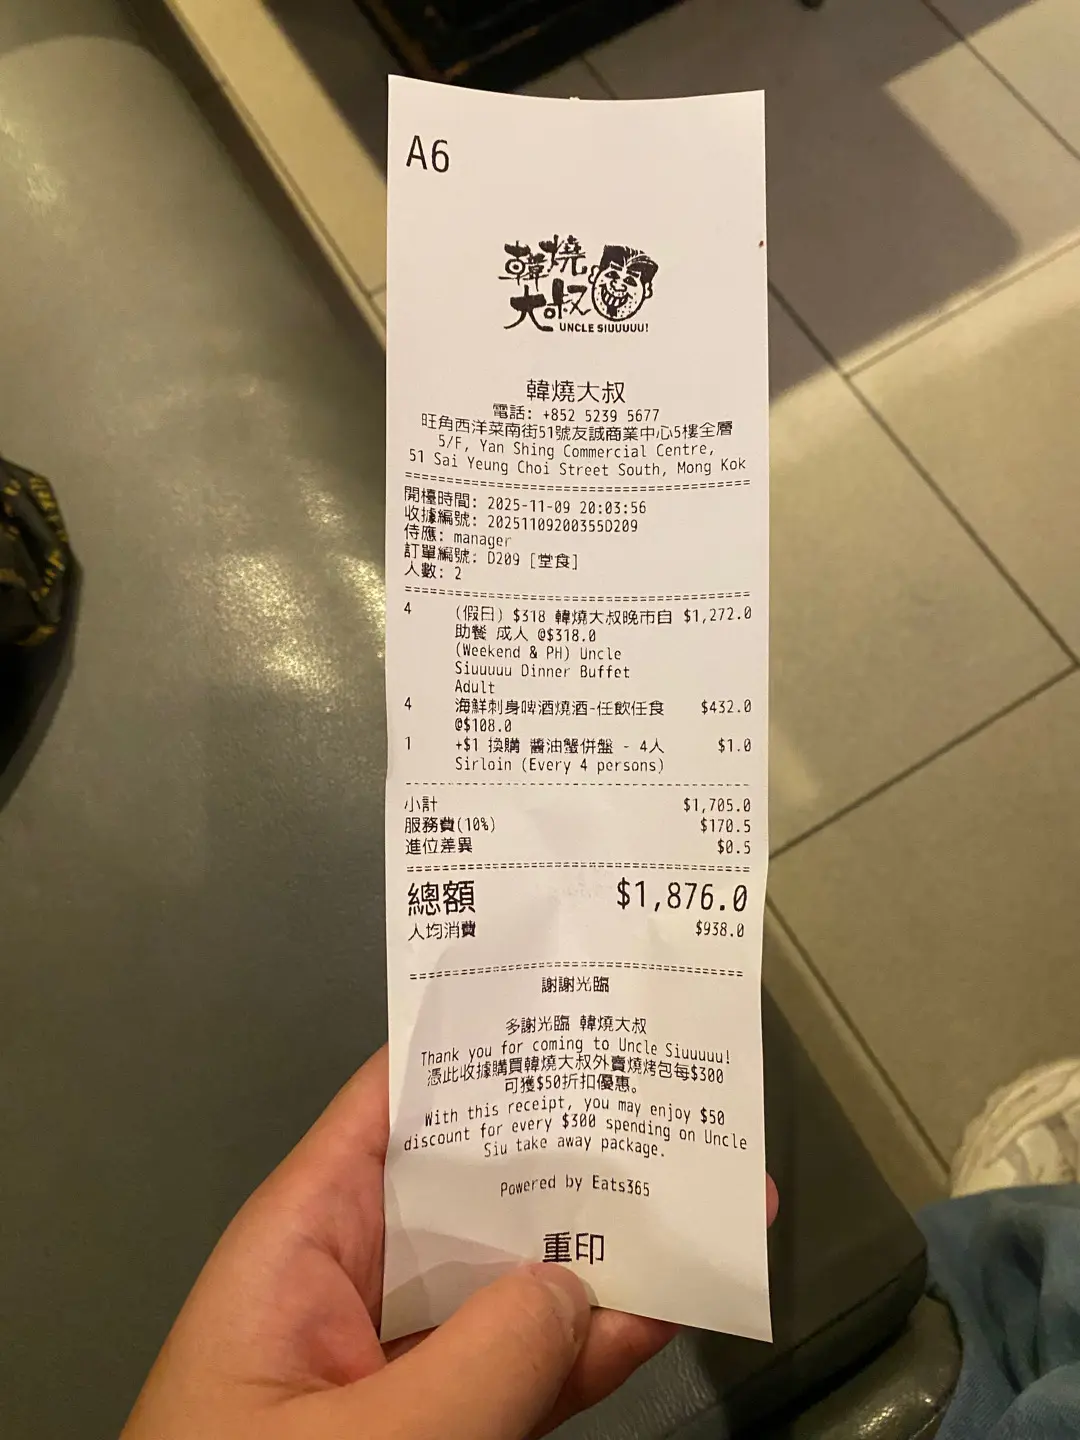 A6
韓燒
大叔
UNCLE SIUUUUU!
韓燒大叔
電話: +852 5239 5677
旺角西洋菜南街51號友誠商業中心5樓全層
5/F, Yan Shing Commercial Centre,
51 Sai Yeung Choi Street South, Mong Kok
開檯時間: 2025-11-09 20:03:56
收據編號: 20251109200355D209
侍應: manager
訂單編號: D209 [堂食]
人數: 2
4 (假日) $318 韓燒大叔晚市自 $1,272.0
助餐 成人 @$318.0
(Weekend & PH) Uncle
Siuuuuu Dinner Buffet
Adult
4 海鮮刺身啤酒燒酒-任飲任食 $432.0
@$108.0
1 +$1 換購 醬油蟹併盤 - 4人 $1.0
Sirloin (Every 4 persons)
小計 $1,705.0
服務費(10%) $170.5
進位差異 $0.5
總額 $1,876.0
人均消費 $938.0
謝謝光臨
多謝光臨 韓燒大叔
Thank you for coming to Uncle Siuuuuu!
憑此收據購買韓燒大叔外賣燒烤包每$300
可獲$50折扣優惠。
With this receipt, you may enjoy $50
discount for every $300 spending on Uncle
Siu take away package.
Powered by Eats365
重印